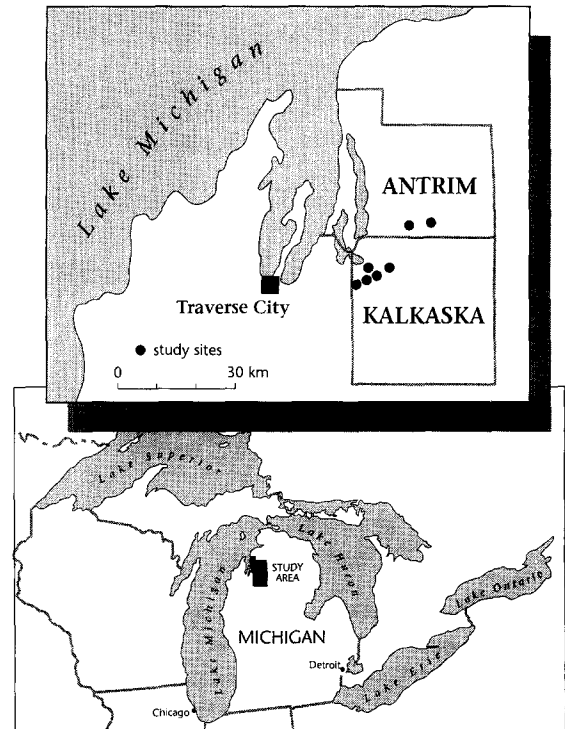 Lake Michigan
ANTRIM
Traverse City
KALKASKA
study sites
0 30 km
Lake Superior
Lake Huron
Lake Michigan
STUDY
AREA
MICHIGAN
Lake Ontario
Detroit
Lake Erie
Chicago